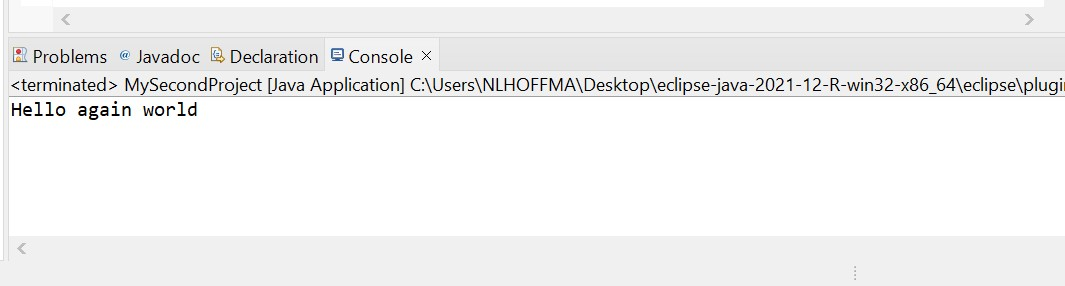 Problems @ Javadoc Declaration Console
<terminated> MySecondProject [Java Application] C:\Users\NLHOFFMA\Desktop\eclipse-java-2021-12-R-win32-x86_64\eclipse\plugi
Hello again world